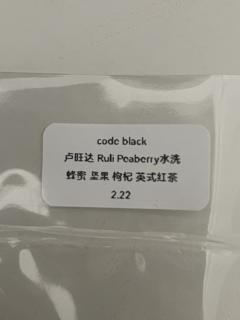 code black
卢旺达 Ruli Peaberry水洗
蜂蜜 坚果 枸杞 英式紅茶
2.22